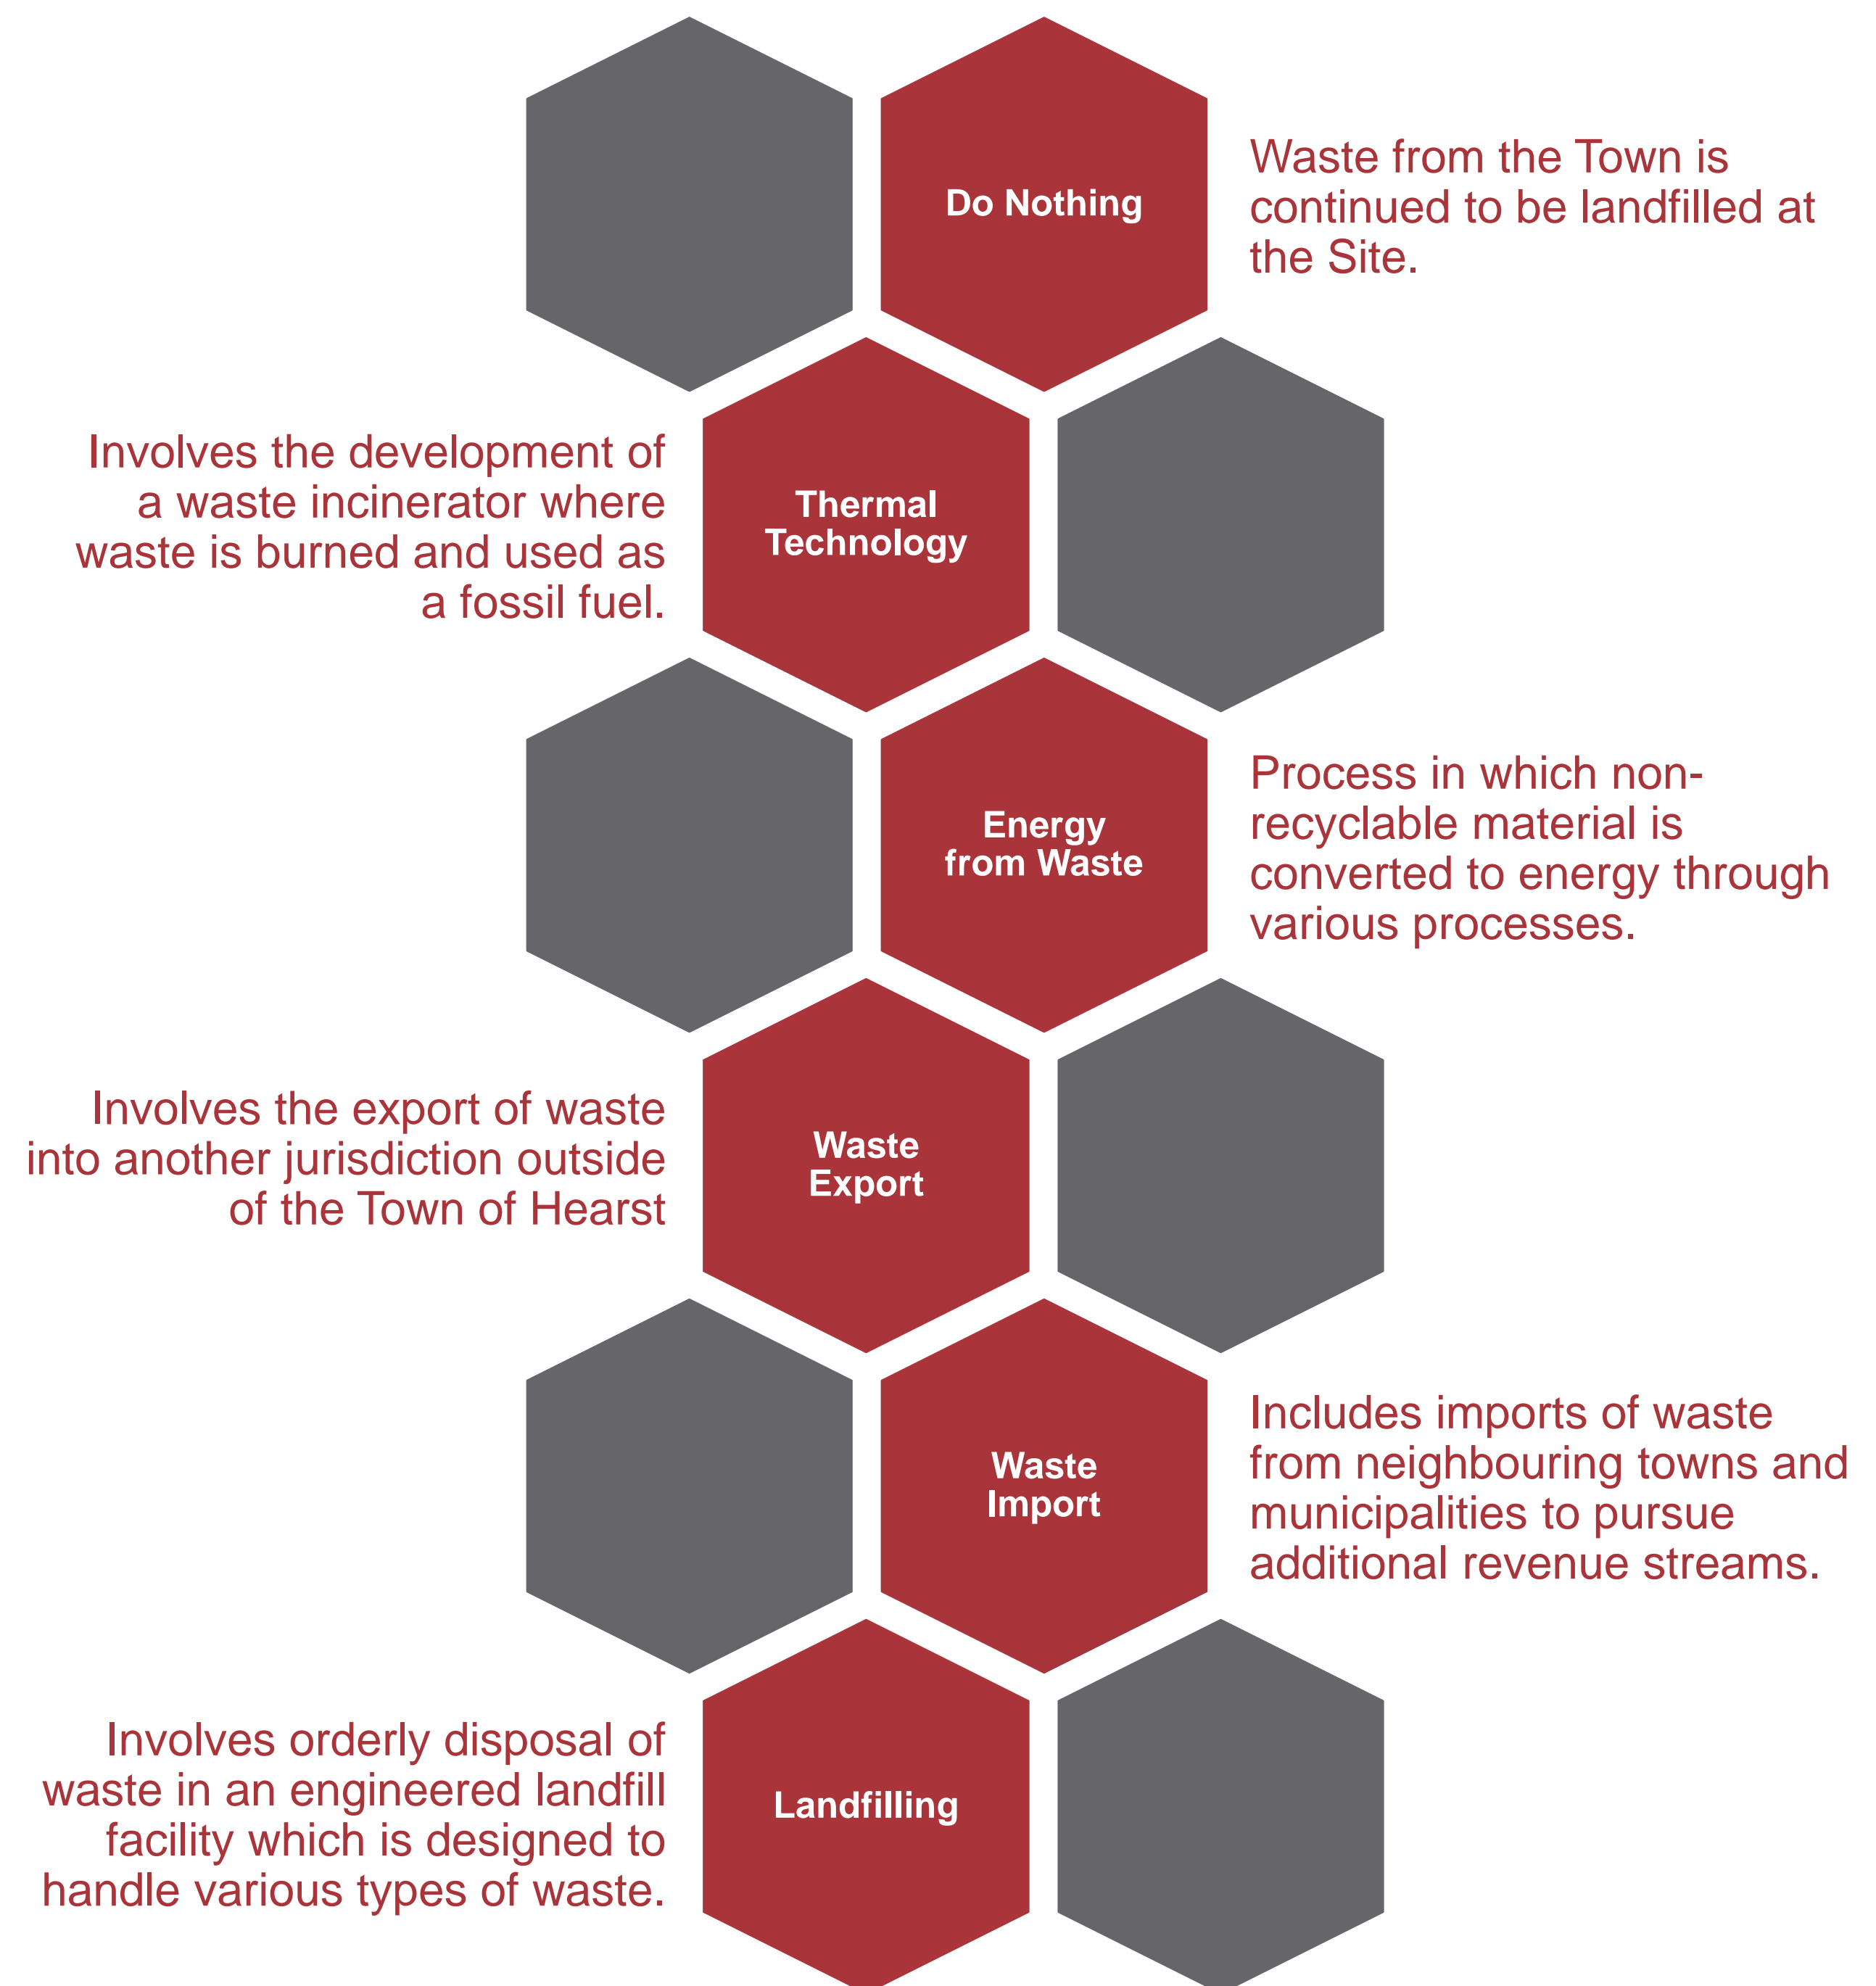 Do Nothing
Waste from the Town is
continued to be landfilled at
the Site.
Involves the development of
a waste incinerator where
waste is burned and used as
a fossil fuel.
Thermal
Technology
Energy
from Waste
Process in which non-
recyclable material is
converted to energy through
various processes.
Involves the export of waste
into another jurisdiction outside
of the Town of Hearst
Waste
Export
Waste
Import
Includes imports of waste
from neighbouring towns and
municipalities to pursue
additional revenue streams.
Involves orderly disposal of
waste in an engineered landfill
facility which is designed to
handle various types of waste.
Landfilling